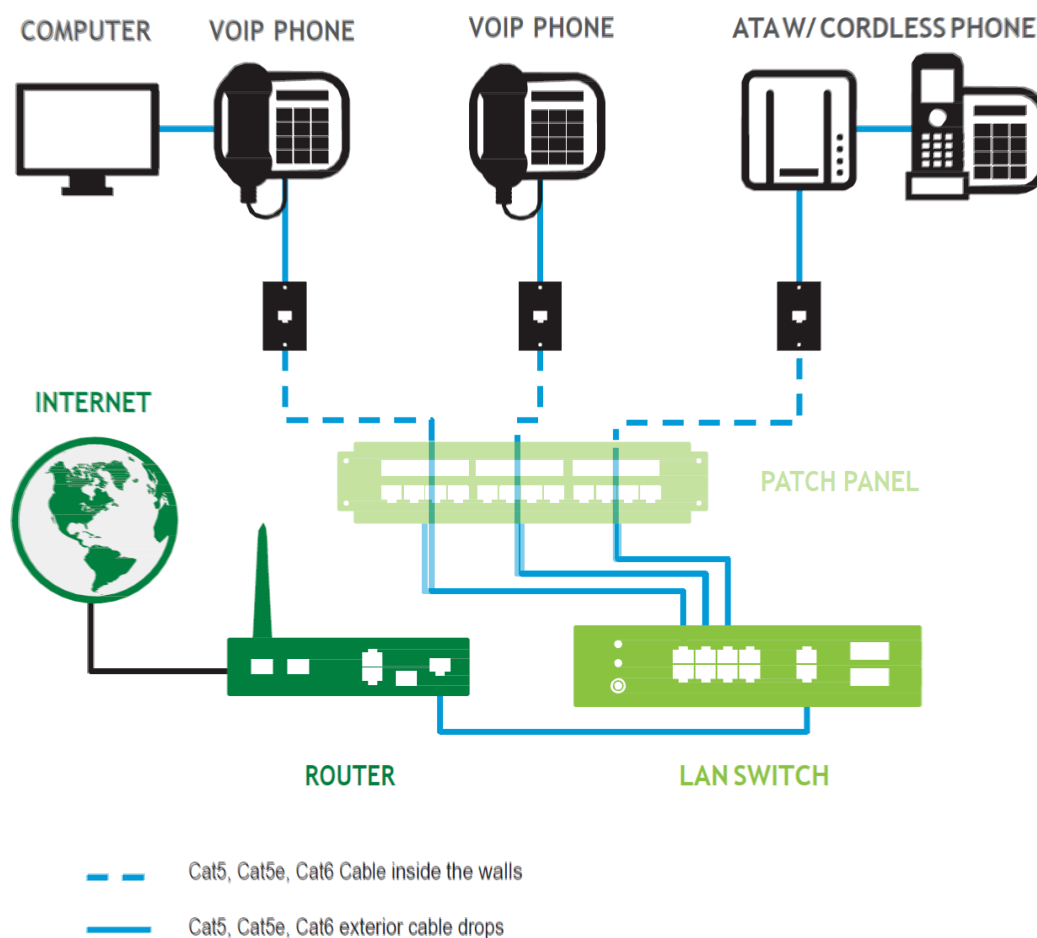 COMPUTER
VOIP PHONE
VOIP PHONE
ATA W/ CORDLESS PHONE
INTERNET
PATCH PANEL
ROUTER
LAN SWITCH
Cat5, Cat5e, Cat6 Cable inside the walls
Cat5, Cat5e, Cat6 exterior cable drops